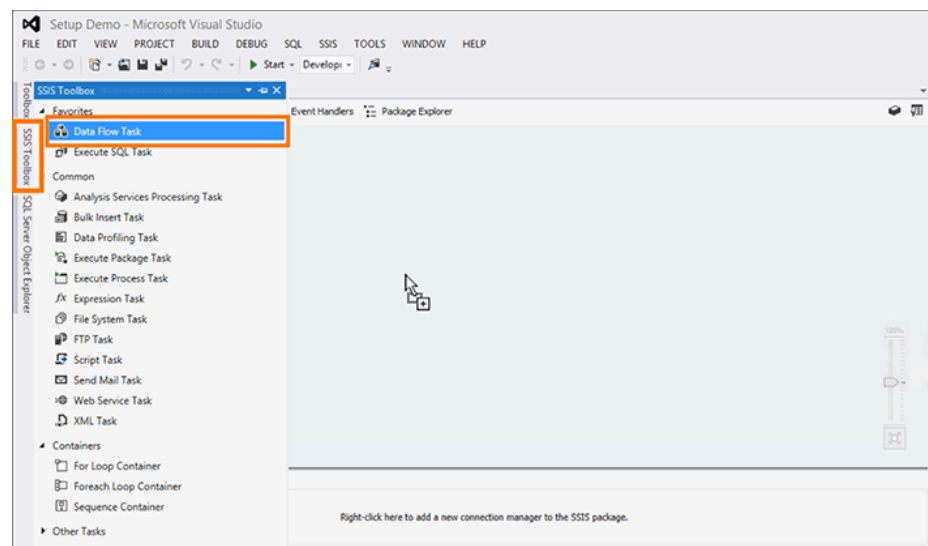 Setup Demo - Microsoft Visual Studio
FILE EDIT VIEW PROJECT BUILD DEBUG SQL SSIS TOOLS WINDOW HELP
Start Developı
Toolbox
SSIS Toolbox
SQL Server Object Explorer
SSIS Toolbox
Favorites
Data Flow Task
Execute SQL Task
Common
Analysis Services Processing Task
Bulk Insert Task
Data Profiling Task
Execute Package Task
Execute Process Task
Expression Task
File System Task
FTP Task
Script Task
Send Mail Task
Web Service Task
XML Task
Containers
For Loop Container
Foreach Loop Container
Sequence Container
Other Tasks
Event Handlers Package Explorer
100%
Right-click here to add a new connection manager to the SSIS package.